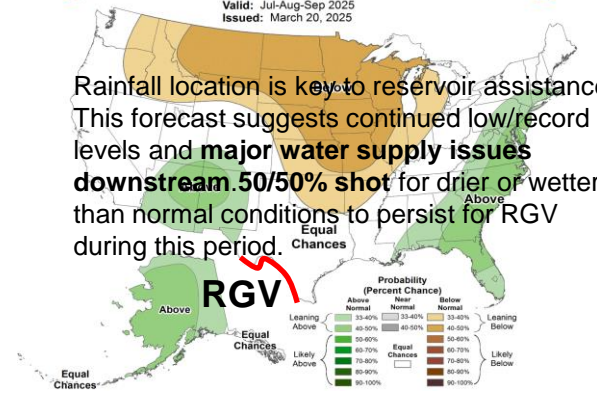 Valid: Jul-Aug-Sep 2025
Issued: March 20, 2025
Rainfall location is key to reservoir assistance
This forecast suggests continued low/record
levels and major water supply issues
downstream. 50/50% shot for drier or wetter
than normal conditions to persist for RGV
during this period.
Below
Above
Equal
Chances
RGV
Above
Equal
Chances
Equal
Chances
Probability
(Percent Chance)
Above Normal
Near Normal
Below Normal
Leaning Above
33-40%
33-40%
33-40%
Leaning Below
40-50%
40-50%
40-50%
Likely Above
50-60%
60-70%
70-80%
80-90%
90-100%
Equal Chances
50-60%
60-70%
70-80%
80-90%
90-100%
Likely Below